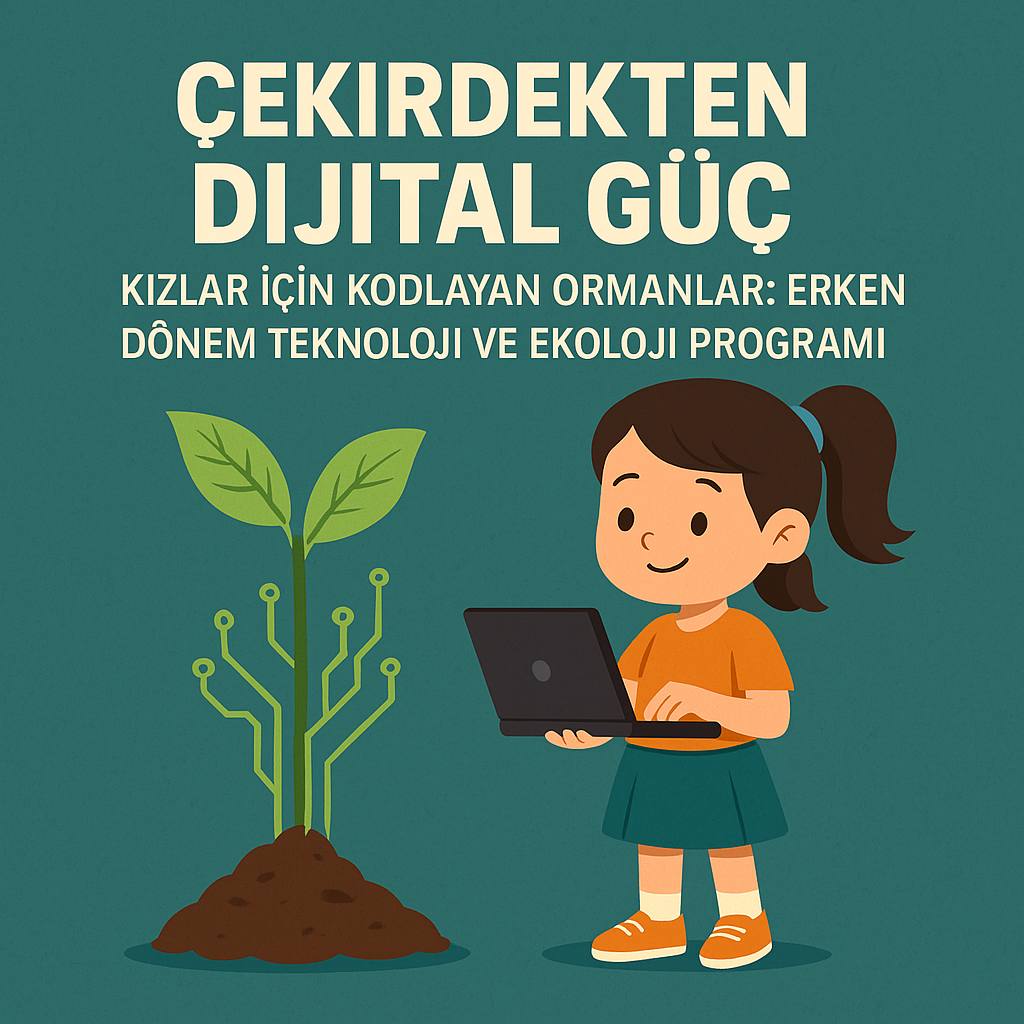 ÇEKIRDEKTEN
DIJITAL GÜÇ
KIZLAR İÇİN KODLAYAN ORMANLAR: ERKEN
DÔNEM TEKNOLOJI VE EKOLOJI PROGRAMI